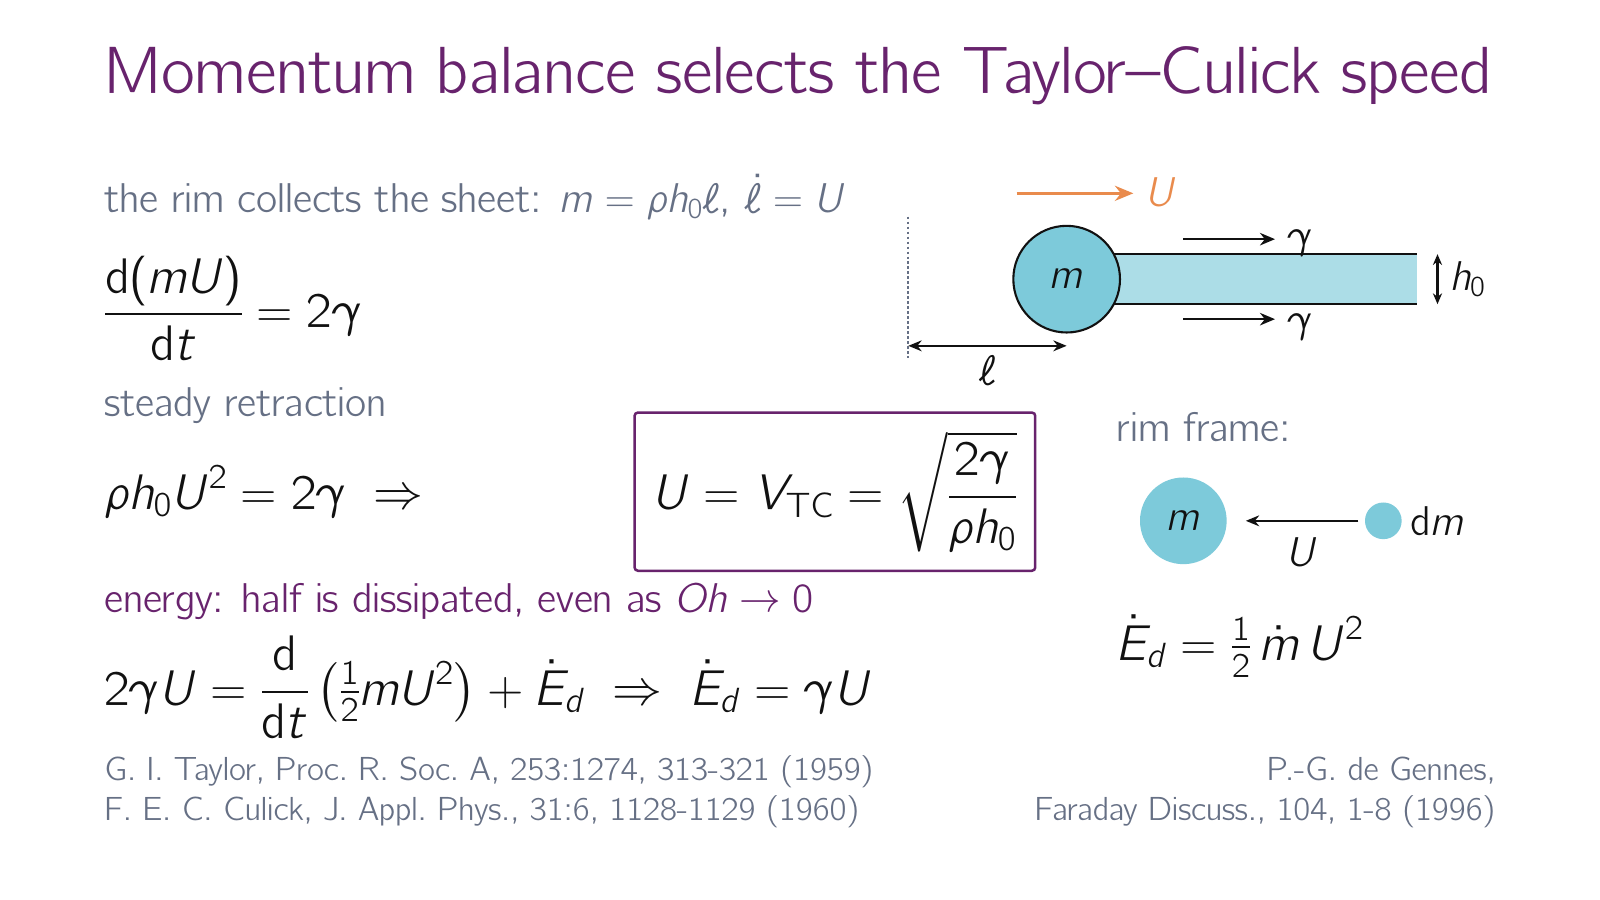 Momentum balance selects the Taylor–Culick speed
the rim collects the sheet: m = ρh₀ℓ, ℓ̇ = U
d(mU)/dt = 2γ
steady retraction
ρh₀U² = 2γ ⇒
U = V_TC = √(2γ/ρh₀)
energy: half is dissipated, even as Oh → 0
2γU = d/dt (½mU²) + Ė_d ⇒ Ė_d = γU
G. I. Taylor, Proc. R. Soc. A, 253:1274, 313-321 (1959)
F. E. C. Culick, J. Appl. Phys., 31:6, 1128-1129 (1960)
U
γ
m
h₀
γ
ℓ
rim frame:
m
dm
U
Ė_d = ½ ṁ U²
P.-G. de Gennes,
Faraday Discuss., 104, 1-8 (1996)